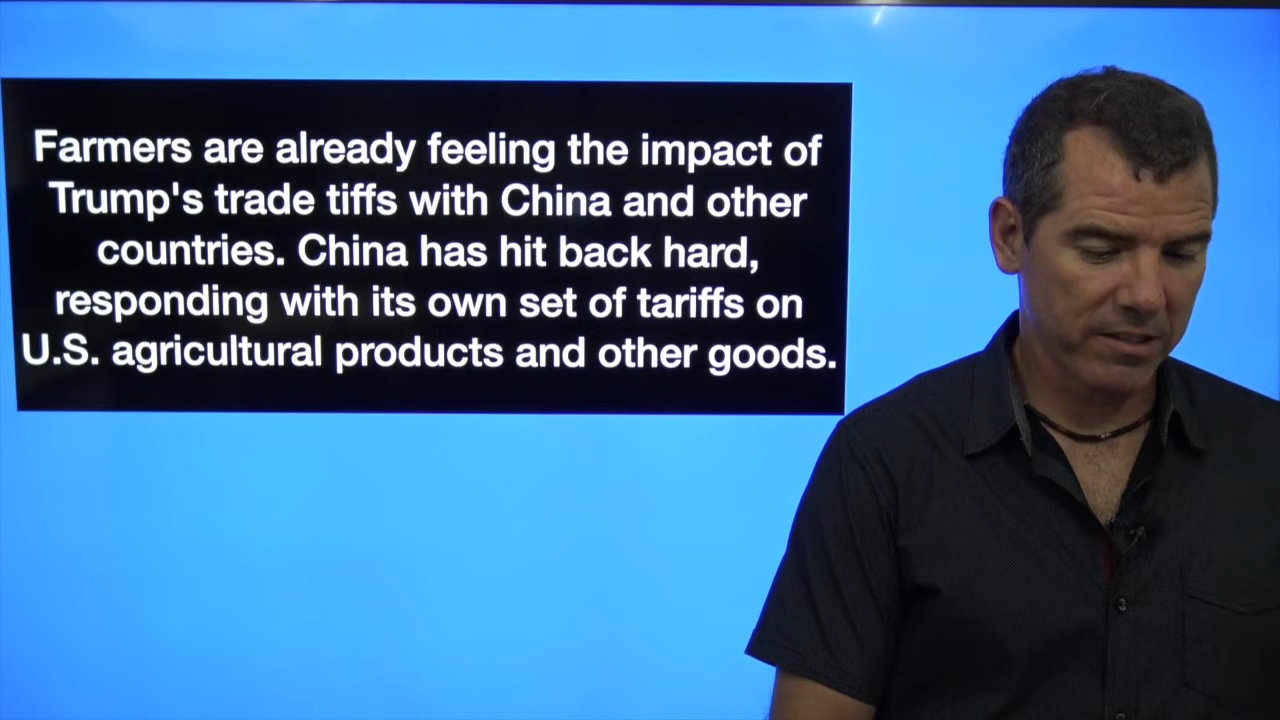 Farmers are already feeling the impact of
Trump's trade tiffs with China and other
countries. China has hit back hard,
responding with its own set of tariffs on
U.S. agricultural products and other goods.